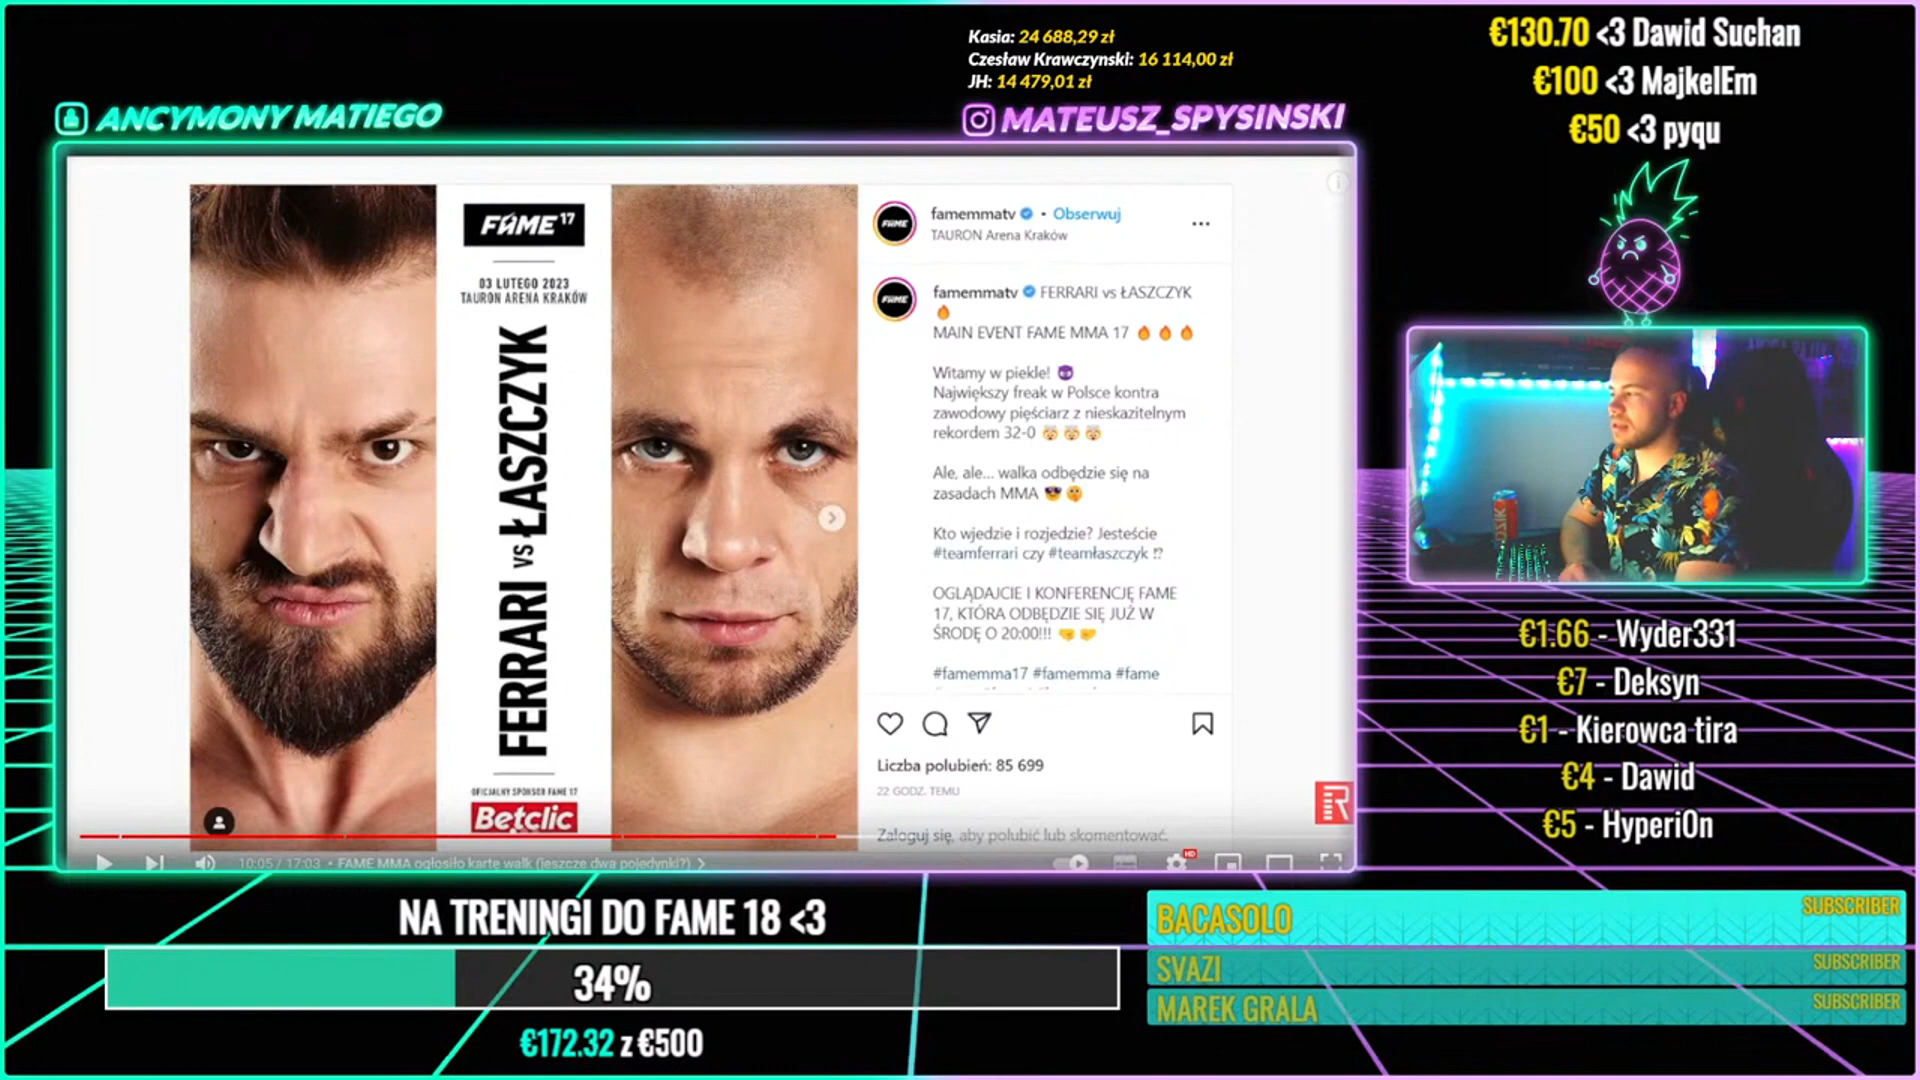 Kasia: 24 688,29 zł
Czesław Krawczynski: 16 114,00 zł
JH: 14 479,01 zł
€130.70 <3 Dawid Suchan
€100 <3 MajkelEm
€50 <3 pyqu
ANCYMONY MATIEGO
MATEUSZ_SPYSINSKI
FAME 17
03 LUTEGO 2023
TAURON ARENA KRAKÓW
FERRARI VS ŁASZCZYK
OFICJALNY SPONSOR FAME 17
Betclic
FAME
famemmatv • Obserwuj
TAURON Arena Kraków
FAME
famemmatv FERRARI vs ŁASZCZYK
🔥
MAIN EVENT FAME MMA 17 🔥 🔥 🔥
Witamy w piekle! 😈
Największy freak w Polsce kontra
zawodowy pięściarz z nieskazitelnym
rekordem 32-0 🤯 🤯 🤯
Ale, ale... walka odbędzie się na
zasadach MMA 😎 🤫
Kto wjedzie i rozjedzie? Jesteście
#teamferrari czy #teamłaszczyk ⁉
OGLĄDAJCIE I KONFERENCJĘ FAME
17, KTÓRA ODBĘDZIE SIĘ JUŻ W
ŚRODĘ O 20:00!!! 🤜 🤛
#famemma17 #famemma #fame
Liczba polubień: 85 699
22 GODZ. TEMU
Zaloguj się, aby polubić lub skomentować.
10:05 / 17:03 • FAME MMA ogłosiło kartę walk (jeszcze dwa pojedynki?)
HD
€1.66 - Wyder331
€7 - Deksyn
€1 - Kierowca tira
€4 - Dawid
€5 - Hyperi0n
NA TRENINGI DO FAME 18 <3
34%
€172.32 z €500
BACASOLO SUBSCRIBER
SVAZI SUBSCRIBER
MAREK GRALA SUBSCRIBER